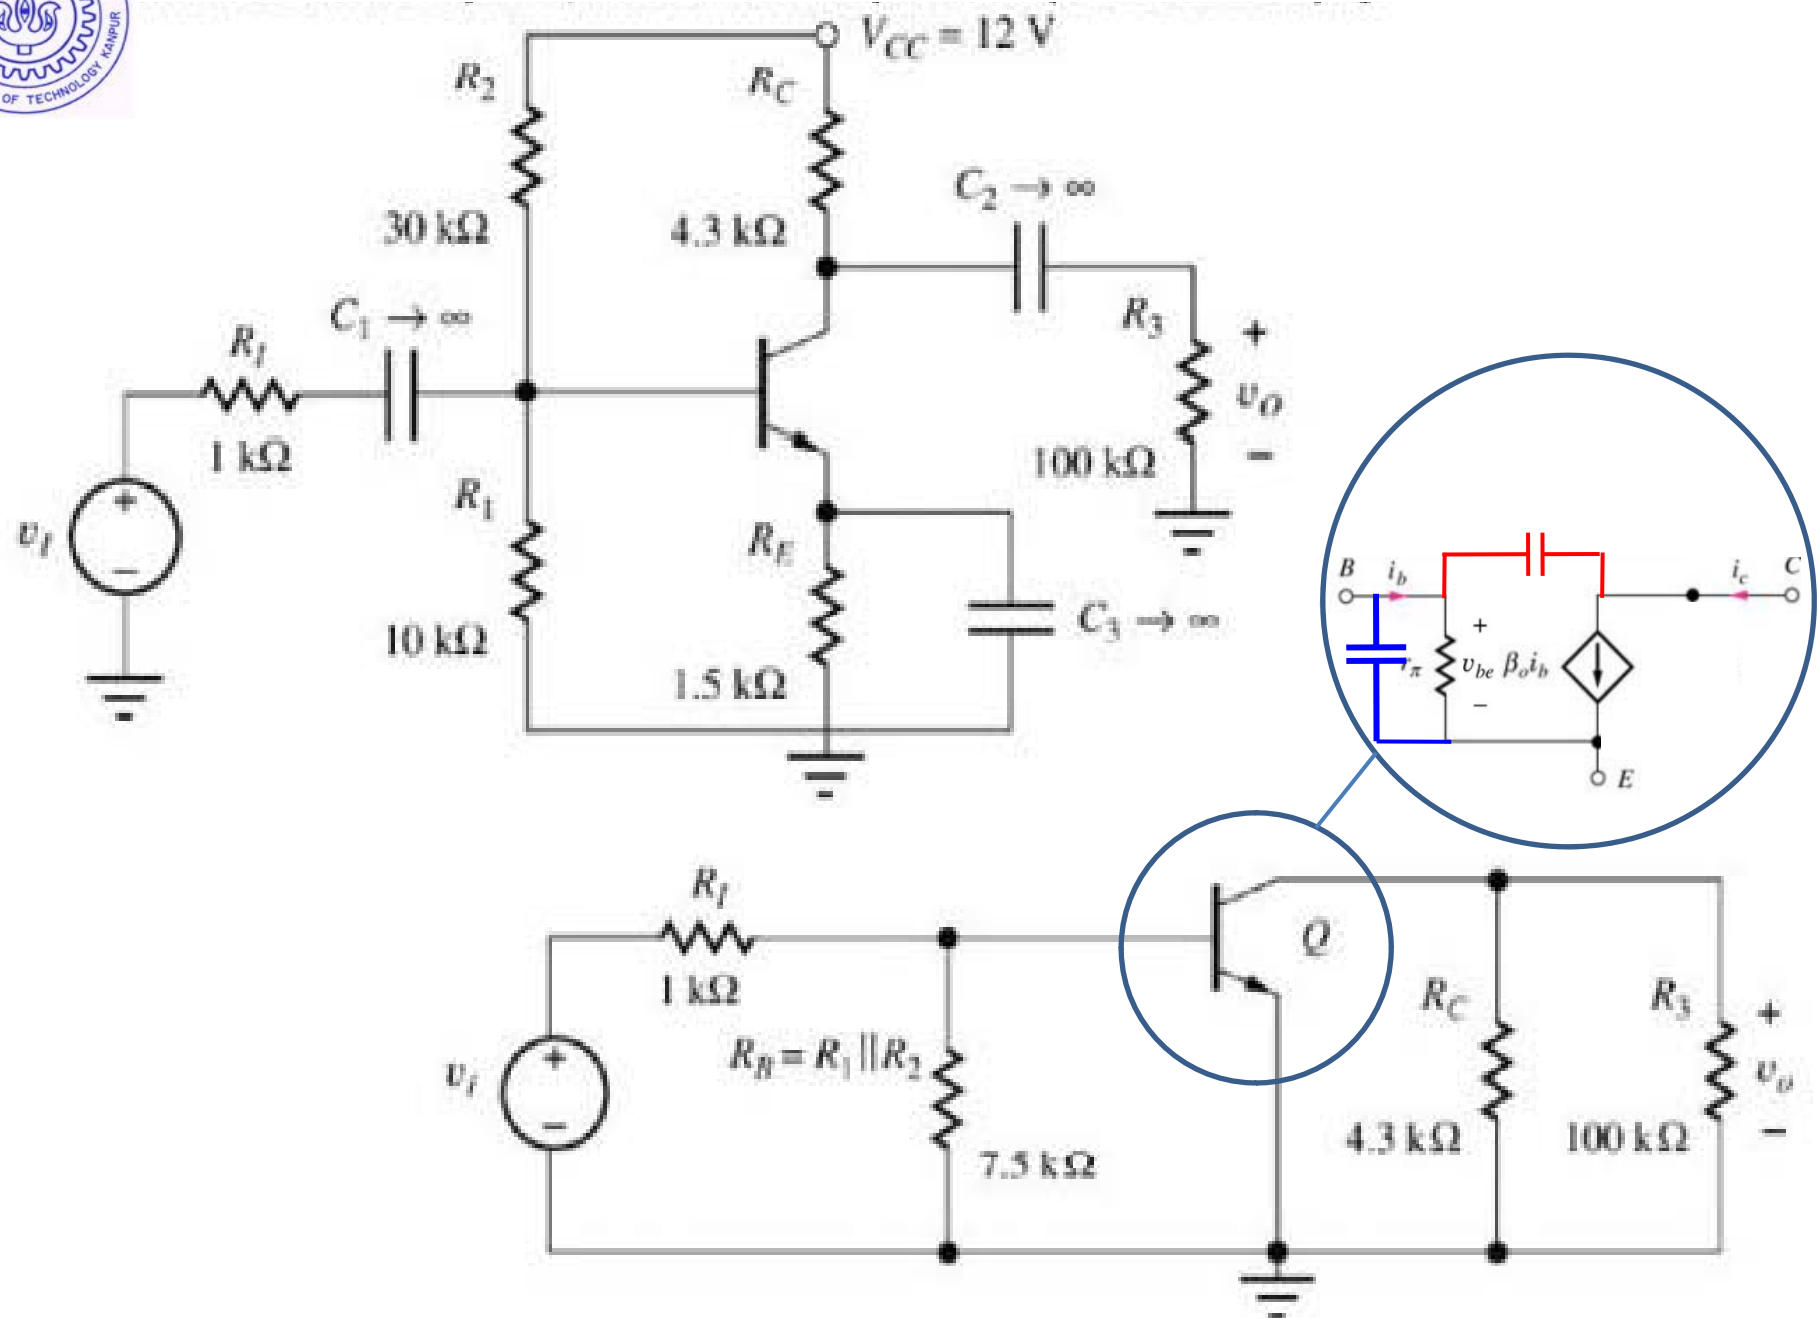 OF TECHNOLOGY KANPUR
V_CC = 12 V
R_2
R_C
30 kΩ
4.3 kΩ
C_2 → ∞
C_1 → ∞
R_I
1 kΩ
R_3
+
v_O
−
100 kΩ
v_I
+
−
R_1
10 kΩ
R_E
1.5 kΩ
C_3 → ∞
B
i_b
i_c
C
r_π
+
v_be
−
β_o i_b
E
R_I
1 kΩ
Q
v_i
+
−
R_B = R_1 || R_2
7.5 kΩ
R_C
4.3 kΩ
R_3
100 kΩ
+
v_o
−